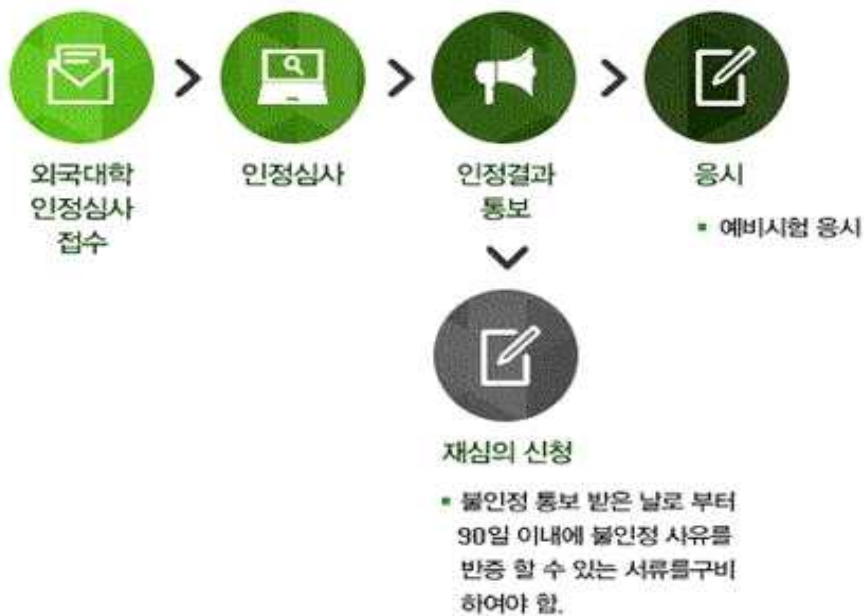 외국대학
인정심사
접수
인정심사
인정결과
통보
응시
▪ 예비시험 응시
재심의 신청
▪ 불인정 통보 받은 날로 부터
90일 이내에 불인정 사유를
반증 할 수 있는 서류를구비
하여야 함.